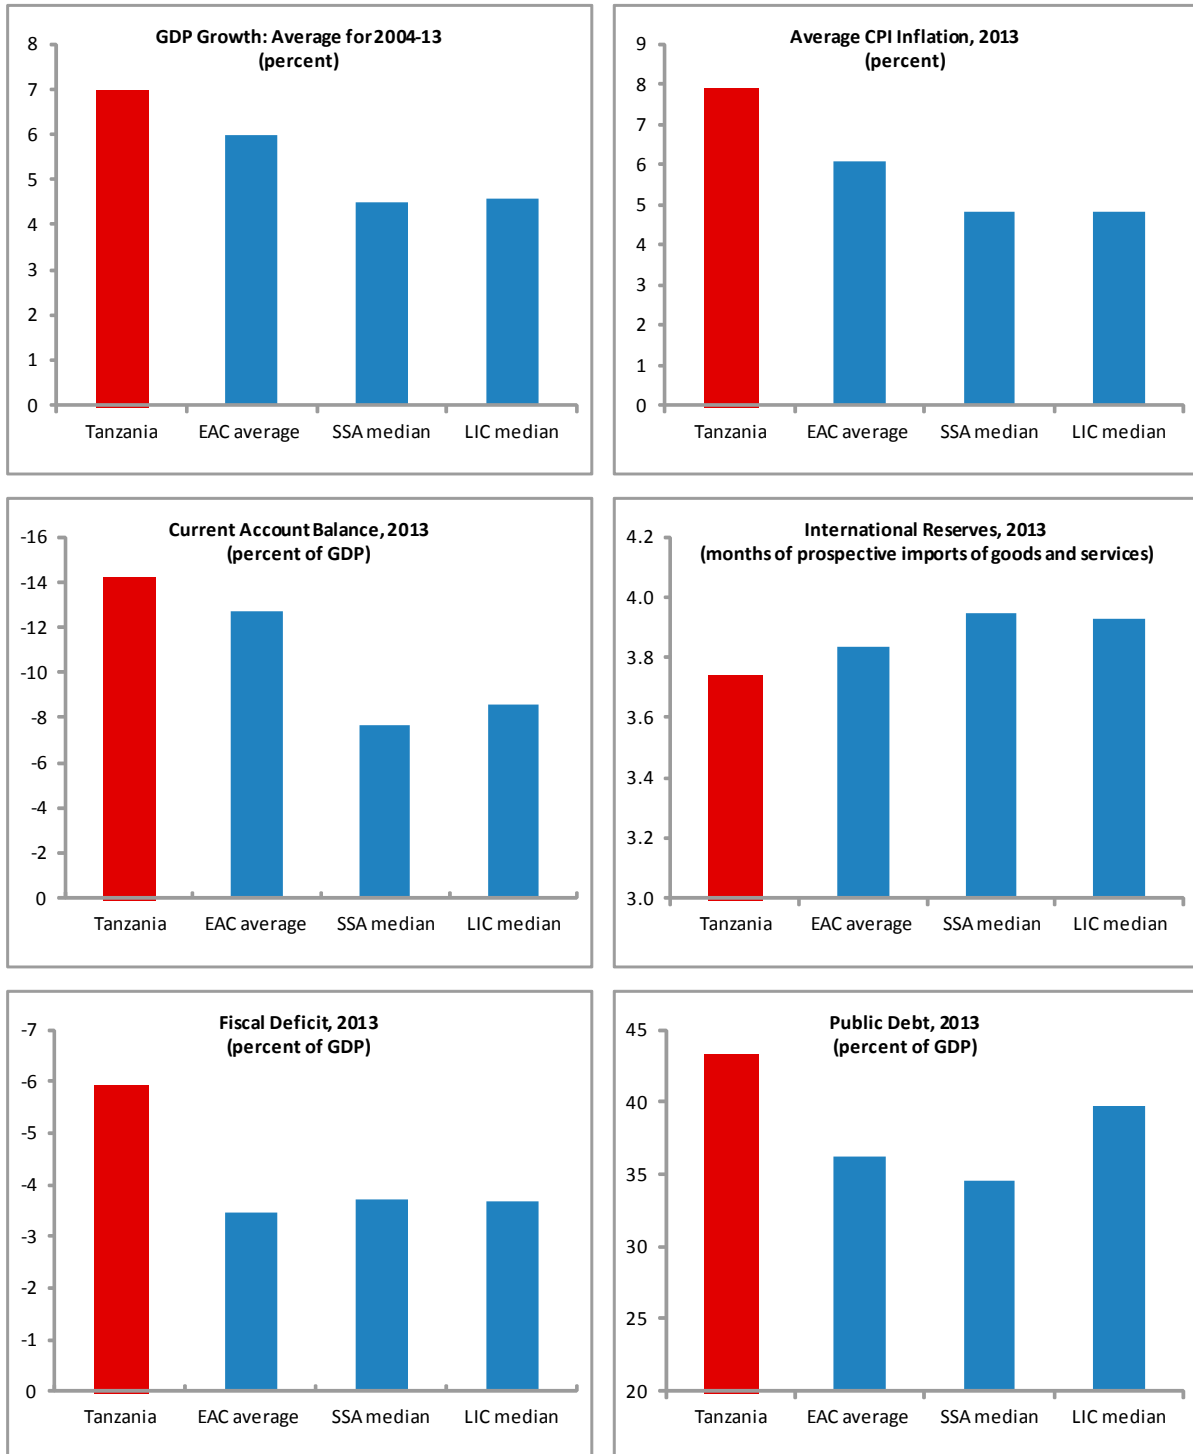 GDP Growth: Average for 2004-13
(percent)
8
7
6
5
4
3
2
1
0
Tanzania EAC average SSA median LIC median
Average CPI Inflation, 2013
(percent)
9
8
7
6
5
4
3
2
1
0
Tanzania EAC average SSA median LIC median
Current Account Balance, 2013
(percent of GDP)
-16
-14
-12
-10
-8
-6
-4
-2
0
Tanzania EAC average SSA median LIC median
International Reserves, 2013
(months of prospective imports of goods and services)
4.2
4.0
3.8
3.6
3.4
3.2
3.0
Tanzania EAC average SSA median LIC median
Fiscal Deficit, 2013
(percent of GDP)
-7
-6
-5
-4
-3
-2
-1
0
Tanzania EAC average SSA median LIC median
Public Debt, 2013
(percent of GDP)
45
40
35
30
25
20
Tanzania EAC average SSA median LIC median